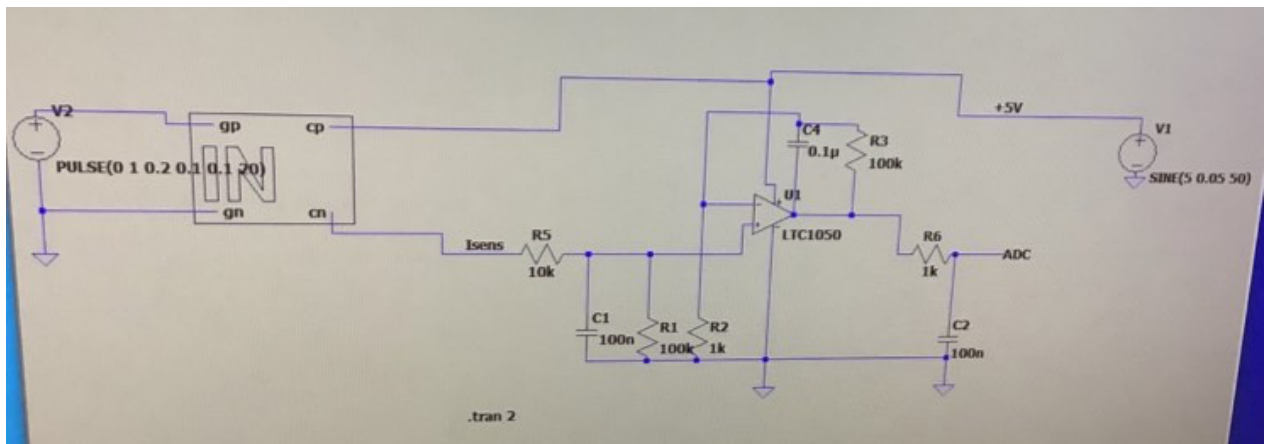 V2
PULSE(0 1 0.2 0.1 0.1 20)
gp
cp
IN
gn
cn
Isens
R5
10k
C1
100n
R1
100k
R2
1k
C4
0.1µ
R3
100k
U1
LTC1050
R6
1k
ADC
C2
100n
+5V
V1
SINE(5 0.05 50)
.tran 2